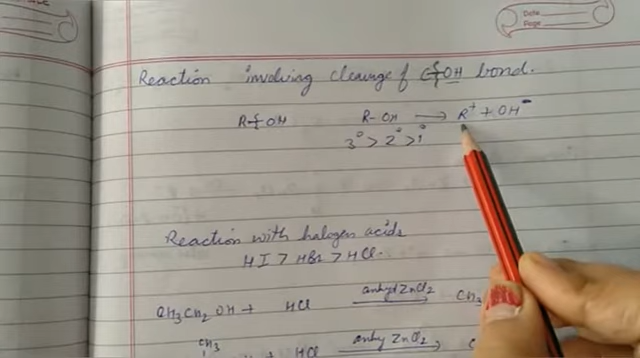 Date
Page
Reaction involving cleavage of C⌇OH bond.
R⌇OH R-OH → R⁺ + OH⁻
3° > 2° > 1°
Reaction with halogen acids
HI > HBr > HCl.
CH3CH2OH + HCl anhyd ZnCl2 → CH3
CH3
HCl anhy ZnCl2 → C